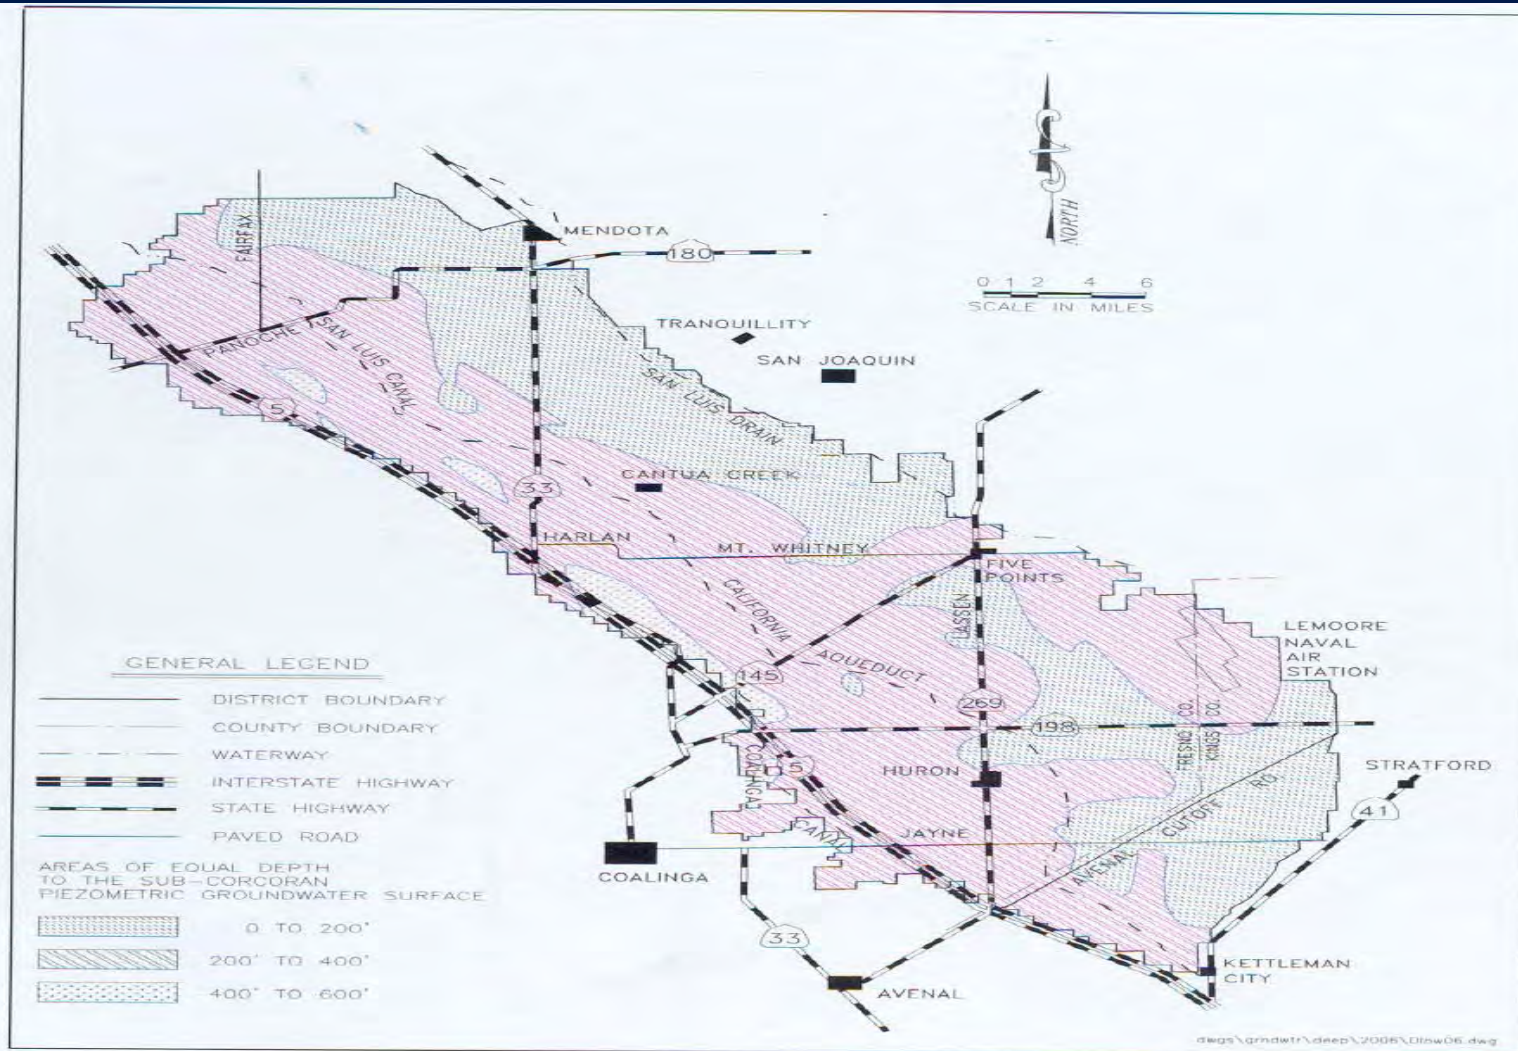 NORTH
0 1 2 4 6
SCALE IN MILES
MENDOTA
180
FAIRFAX
TRANQUILLITY
SAN JOAQUIN
PANOCHE
SAN LUIS CANAL
SAN LUIS DRAIN
5
CANTUA CREEK
33
HARLAN
MT. WHITNEY
FIVE
POINTS
CALIFORNIA
AQUEDUCT
LASSEN
LEMOORE
NAVAL
AIR
STATION
145
269
198
FRESNO CO.
KINGS CO.
COALINGA
CANAL
5
HURON
STRATFORD
41
JAYNE
AVENAL CUTOFF RD.
COALINGA
33
AVENAL
KETTLEMAN
CITY
GENERAL LEGEND
DISTRICT BOUNDARY
COUNTY BOUNDARY
WATERWAY
INTERSTATE HIGHWAY
STATE HIGHWAY
PAVED ROAD
AREAS OF EQUAL DEPTH
TO THE SUB-CORCORAN
PIEZOMETRIC GROUNDWATER SURFACE
0 TO 200'
200' TO 400'
400' TO 600'